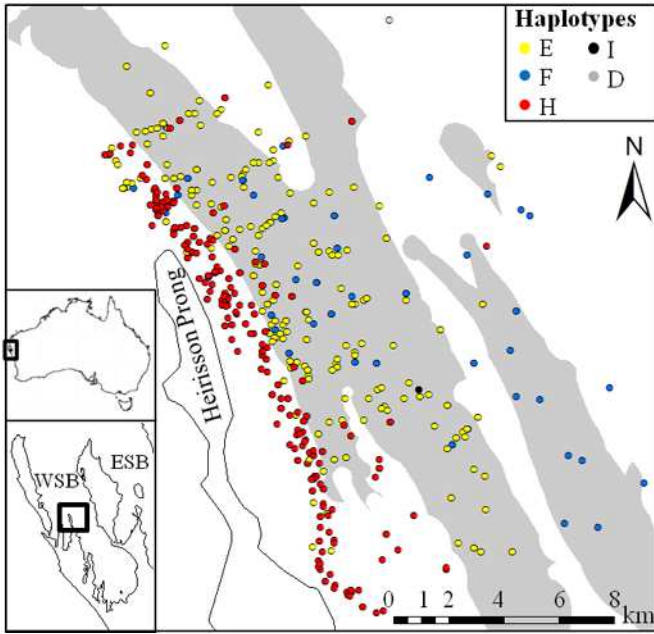 Haplotypes
E I
F D
H
N
Heirisson Prong
WSB
ESB
0 1 2 4 6 8
km